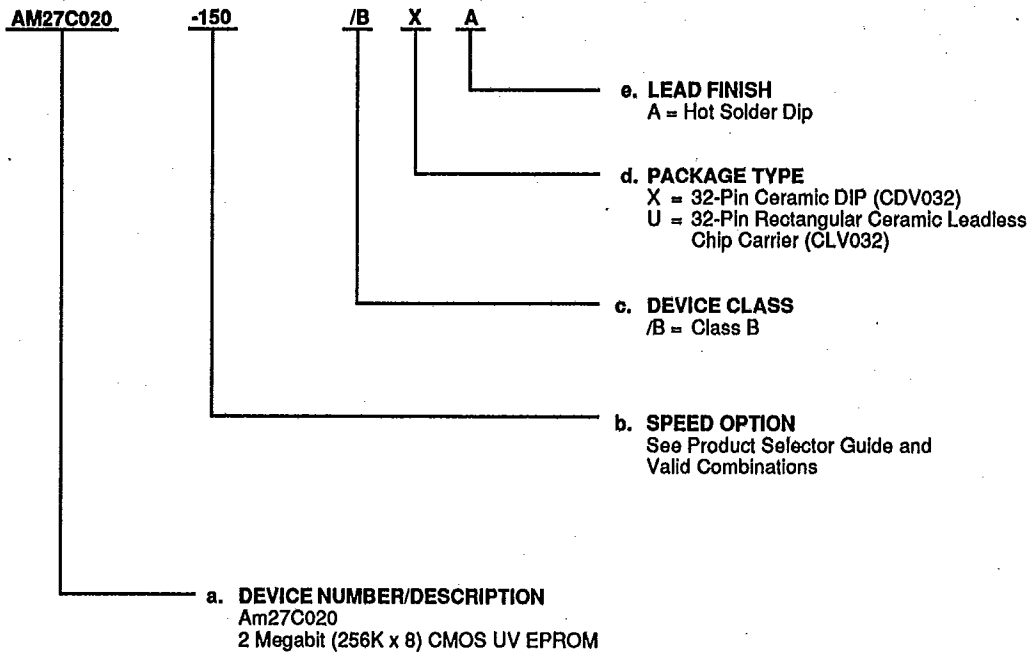 AM27C020 -150 /B X A
e. LEAD FINISH
A = Hot Solder Dip
d. PACKAGE TYPE
X = 32-Pin Ceramic DIP (CDV032)
U = 32-Pin Rectangular Ceramic Leadless
Chip Carrier (CLV032)
c. DEVICE CLASS
/B = Class B
b. SPEED OPTION
See Product Selector Guide and
Valid Combinations
a. DEVICE NUMBER/DESCRIPTION
Am27C020
2 Megabit (256K x 8) CMOS UV EPROM